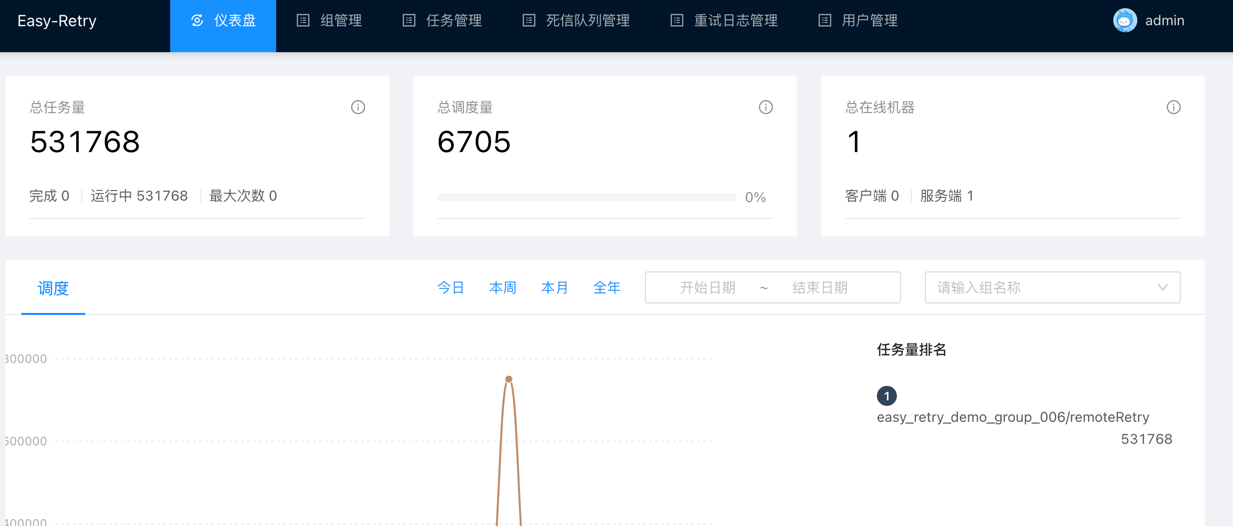 Easy-Retry 仪表盘 组管理 任务管理 死信队列管理 重试日志管理 用户管理 admin
总任务量
531768
完成 0 运行中 531768 最大次数 0
总调度量
6705
0%
总在线机器
1
客户端 0 服务端 1
调度 今日 本周 本月 全年 开始日期 ~ 结束日期 请输入组名称
800000
600000
400000
任务量排名
1
easy_retry_demo_group_006/remoteRetry
531768